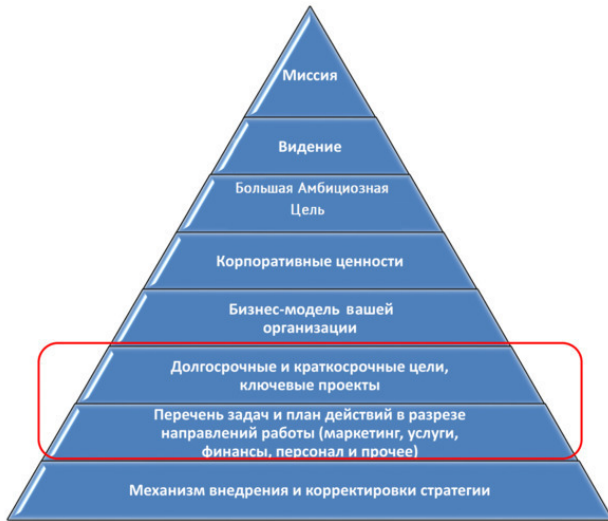 Миссия
Видение
Большая Амбициозная
Цель
Корпоративные ценности
Бизнес-модель вашей
организации
Долгосрочные и краткосрочные цели,
ключевые проекты
Перечень задач и план действий в разрезе
направлений работы (маркетинг, услуги,
финансы, персонал и прочее)
Механизм внедрения и корректировки стратегии